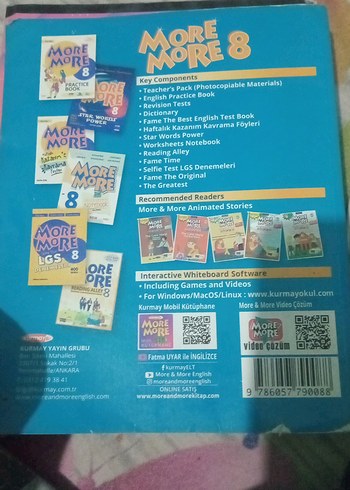 MORE
MORE 8
Key Components
• Teacher's Pack (Photocopiable Materials)
• English Practice Book
• Revision Tests
• Dictionary
• Fame The Best English Test Book
• Haftalık Kazanım Kavrama Föyleri
• Star Words Power
• Worksheets Notebook
• Reading Alley
• Fame Time
• Selfie Test LGS Denemeleri
• Fame The Original
• The Greatest
Recommended Readers
More & More Animated Stories
Interactive Whiteboard Software
• Including Games and Videos
• For Windows/MacOS/Linux : www.kurmayokul.com
Kurmay Mobil Kütüphane
More & More Video Çözüm
MORE
MORE
video çözüm
Fatma UYAR ile İNGİLİZCE
kurmayELT
More & More English
moreandmoreenglish
ONLINE SATIŞ
www.moreandmorekitap.com
KURMAY YAYIN GRUBU
/ANKARA
moreandmoreenglish.com
9 786057 790088
MORE
MORE 8
PRACTICE
BOOK
8
STAR WORDS
POWER
MORE
MORE
MORE
MORE 8
MORE
MORE
LGS 8
MORE
MORE
READING ALLEY 8